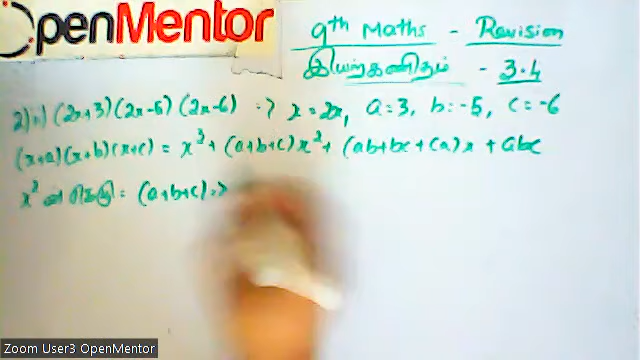 OpenMentor
9th Maths - Revision
இயற்கணிதம் - 3.4
2) ii) (2x+3)(2x-5)(2x-6) => x = 2x, a=3, b=-5, c=-6
(x+a)(x+b)(x+c) = x³ + (a+b+c)x² + (ab+bc+ca)x + abc
x² ன் கெழு = (a+b+c) =>
Zoom User3 OpenMentor